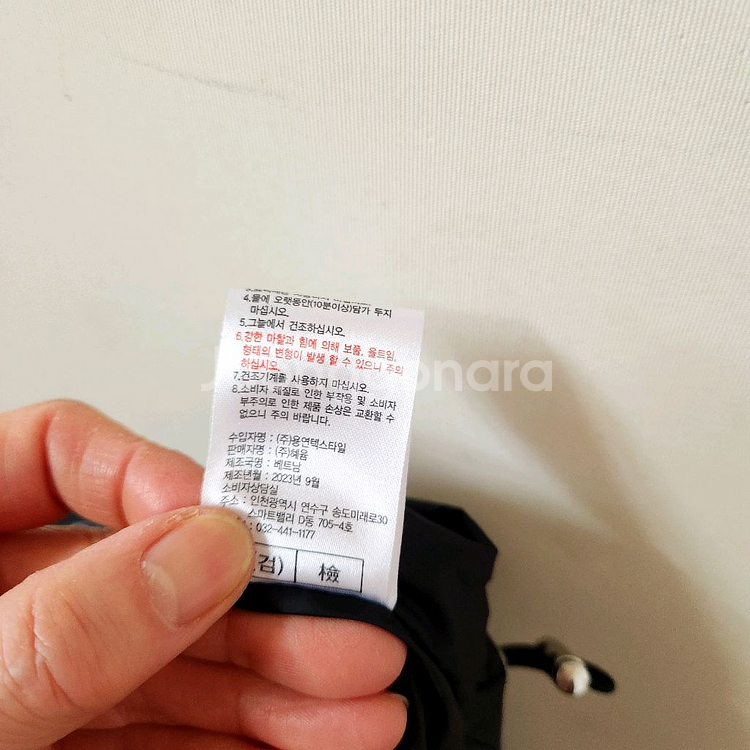 4.물에 오랫동안(10분이상)담가 두지
마십시오.
5.그늘에서 건조하십시오.
6.강한 마찰과 힘에 의해 보풀, 올트임,
형태의 변형이 발생 할 수 있으니 주의
하십시오.
7.건조기계를 사용하지 마십시오.
8.소비자 체질로 인한 부작용 및 소비자
부주의로 인한 제품 손상은 교환할 수
없으니 주의 바랍니다.
수입자명 : (주)용연텍스타일
판매자명 : (주)혜윰
제조국명 : 베트남
제조년월 : 2023년 9월
소비자상담실
주소 : 인천광역시 연수구 송도미래로30
스마트밸리 D동 705-4호
: 032-441-1177
검) 檢